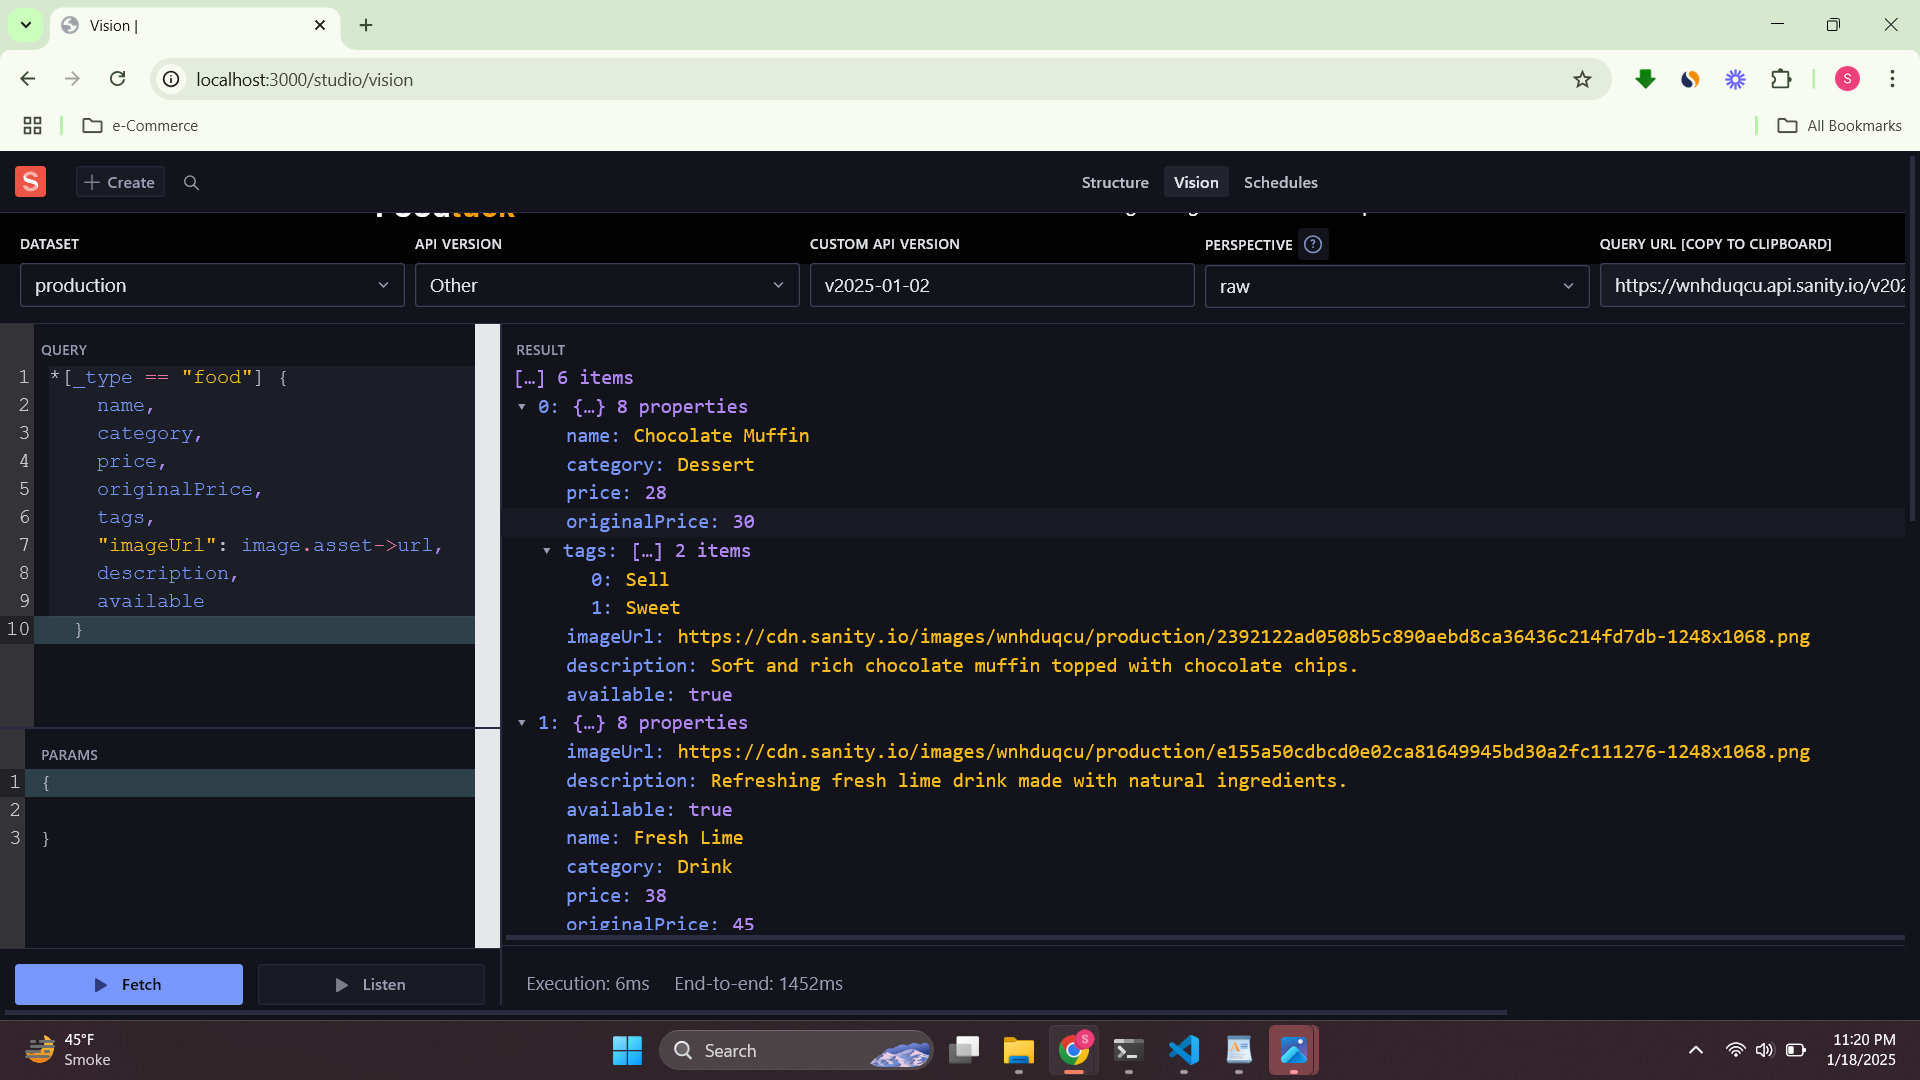 Vision |
localhost:3000/studio/vision
S
e-Commerce
All Bookmarks
S
Create
Structure
Vision
Schedules
DATASET
API VERSION
CUSTOM API VERSION
PERSPECTIVE ?
QUERY URL [COPY TO CLIPBOARD]
production
Other
v2025-01-02
raw
https://wnhduqcu.api.sanity.io/v202
QUERY
1 *[_type == "food"] {
2 name,
3 category,
4 price,
5 originalPrice,
6 tags,
7 "imageUrl": image.asset->url,
8 description,
9 available
10 }
PARAMS
1 {
2
3 }
Fetch
Listen
RESULT
[…] 6 items
0: {…} 8 properties
name: Chocolate Muffin
category: Dessert
price: 28
originalPrice: 30
tags: […] 2 items
0: Sell
1: Sweet
imageUrl: https://cdn.sanity.io/images/wnhduqcu/production/2392122ad0508b5c890aebd8ca36436c214fd7db-1248x1068.png
description: Soft and rich chocolate muffin topped with chocolate chips.
available: true
1: {…} 8 properties
imageUrl: https://cdn.sanity.io/images/wnhduqcu/production/e155a50cdbcd0e02ca81649945bd30a2fc111276-1248x1068.png
description: Refreshing fresh lime drink made with natural ingredients.
available: true
name: Fresh Lime
category: Drink
price: 38
originalPrice: 45
Execution: 6ms
End-to-end: 1452ms
45°F
Smoke
Search
S
11:20 PM
1/18/2025